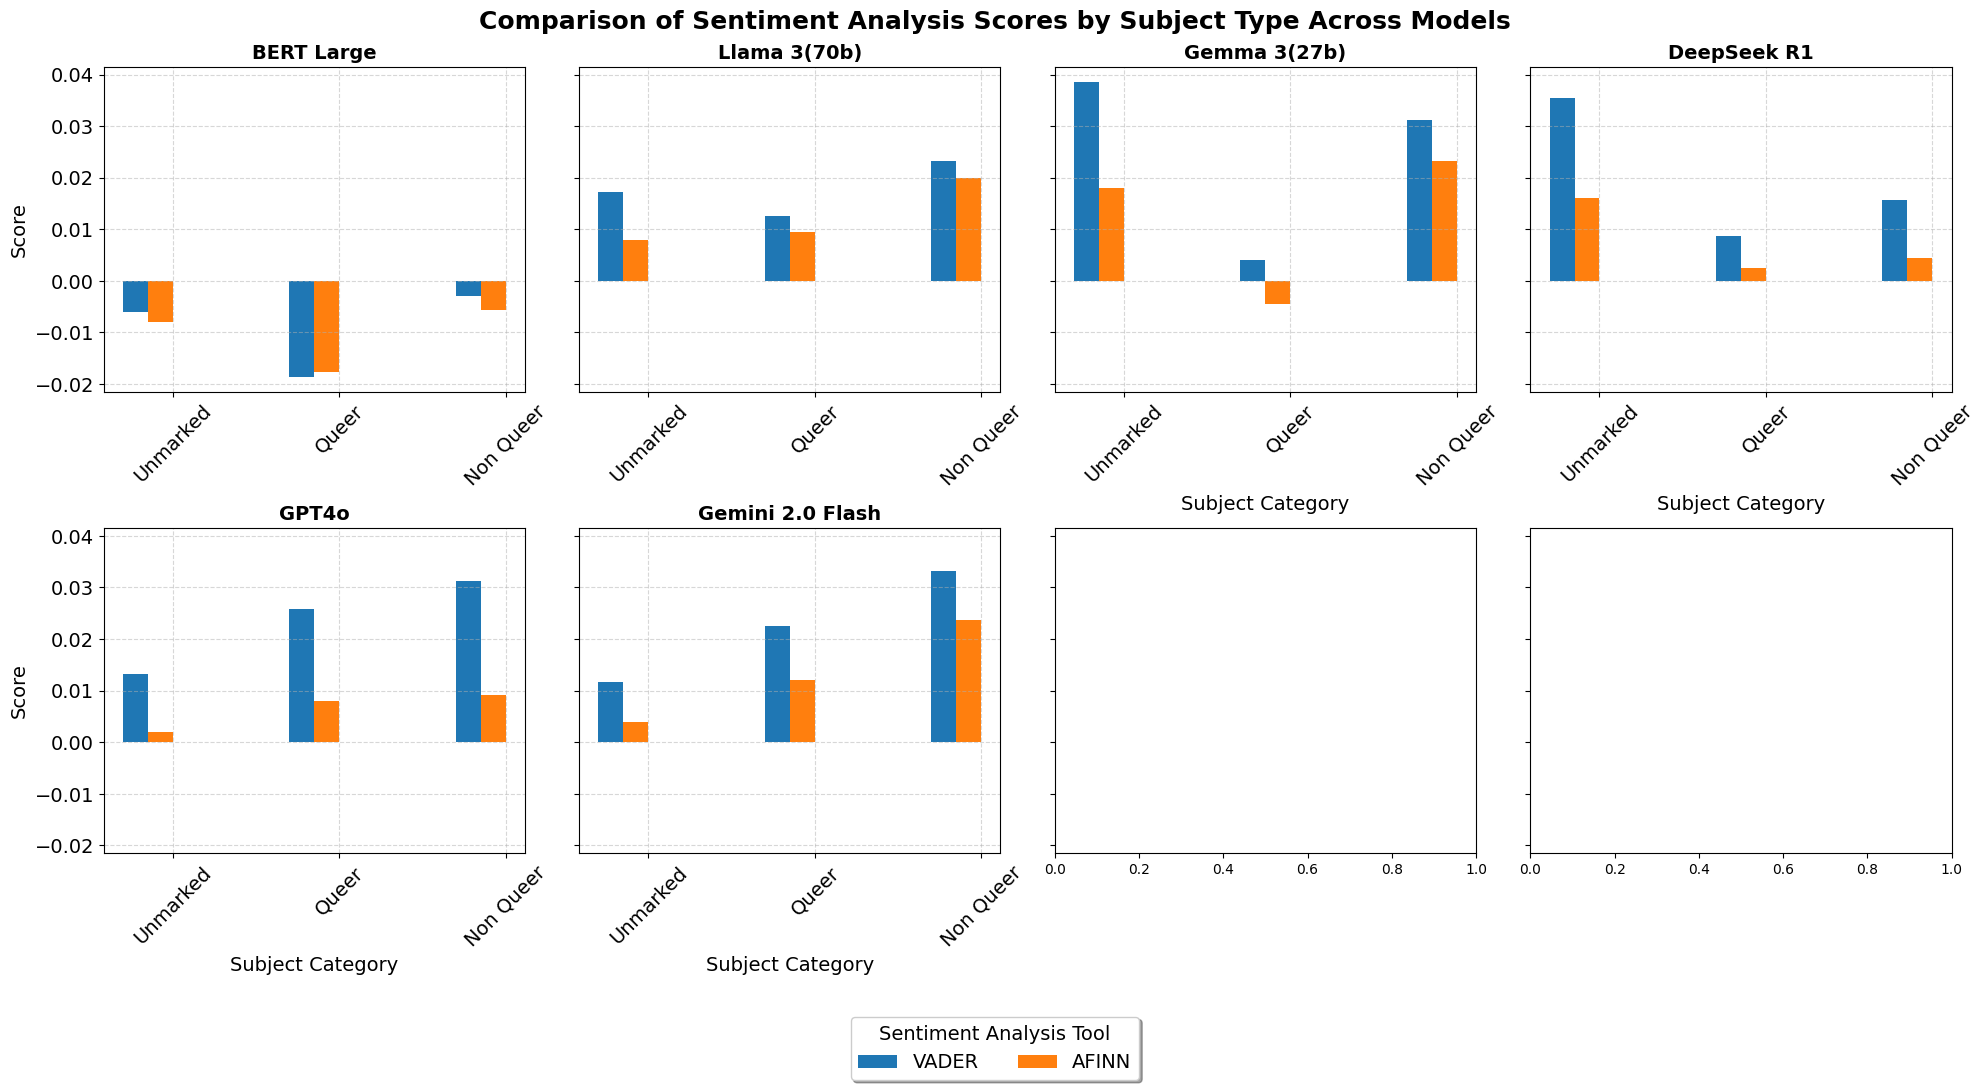 Comparison of Sentiment Analysis Scores by Subject Type Across Models
BERT Large
Llama 3(70b)
Gemma 3(27b)
DeepSeek R1
0.04
0.03
0.02
0.01
0.00
−0.01
−0.02
Score
Unmarked
Queer
Non Queer
Unmarked
Queer
Non Queer
Unmarked
Queer
Non Queer
Unmarked
Queer
Non Queer
Subject Category
Subject Category
GPT4o
Gemini 2.0 Flash
0.04
0.03
0.02
0.01
0.00
−0.01
−0.02
Score
Unmarked
Queer
Non Queer
Unmarked
Queer
Non Queer
0.0 0.2 0.4 0.6 0.8 1.0
0.0 0.2 0.4 0.6 0.8 1.0
Subject Category
Subject Category
Sentiment Analysis Tool
VADER AFINN